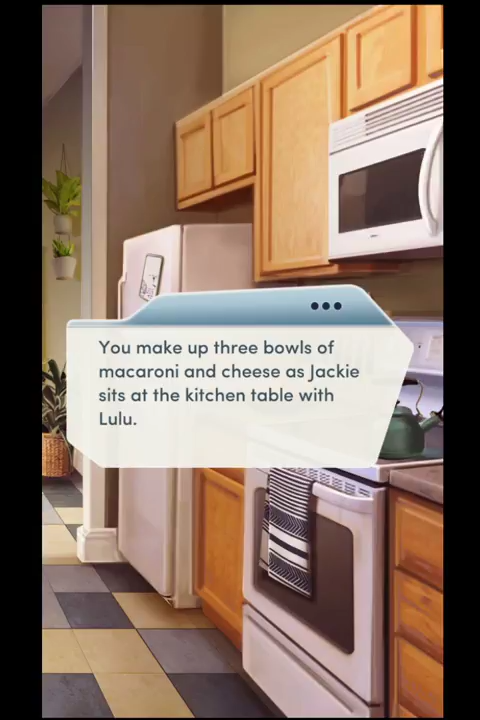 You make up three bowls of
macaroni and cheese as Jackie
sits at the kitchen table with
Lulu.